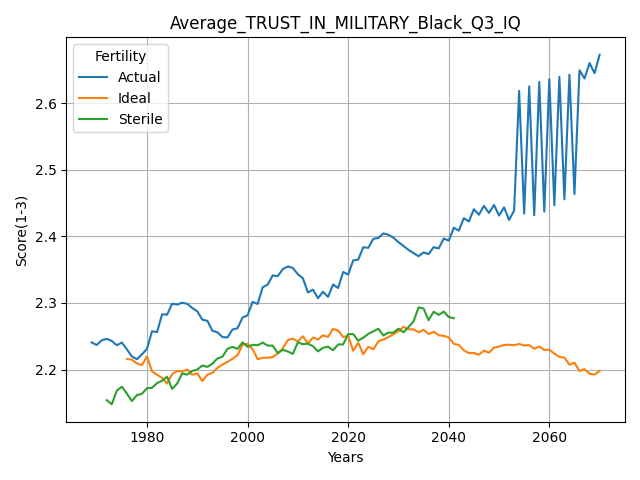 Average_TRUST_IN_MILITARY_Black_Q3_IQ
Fertility
Actual
Ideal
Sterile
Score(1-3)
2.6
2.5
2.4
2.3
2.2
1980 2000 2020 2040 2060
Years